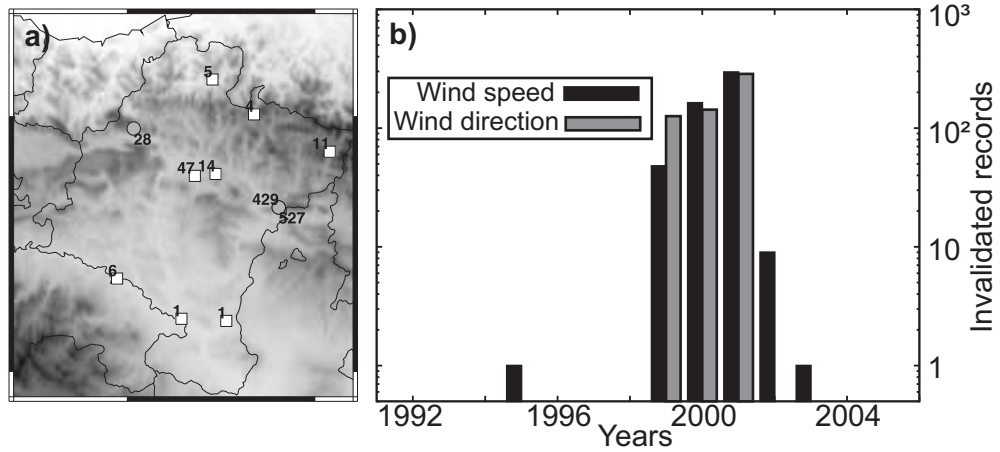 a)
5
4
28
11
47 14
429
527
6
1 1
b)
Wind speed
Wind direction
10³
10²
10
1
Invalidated records
1992 1996 2000 2004
Years